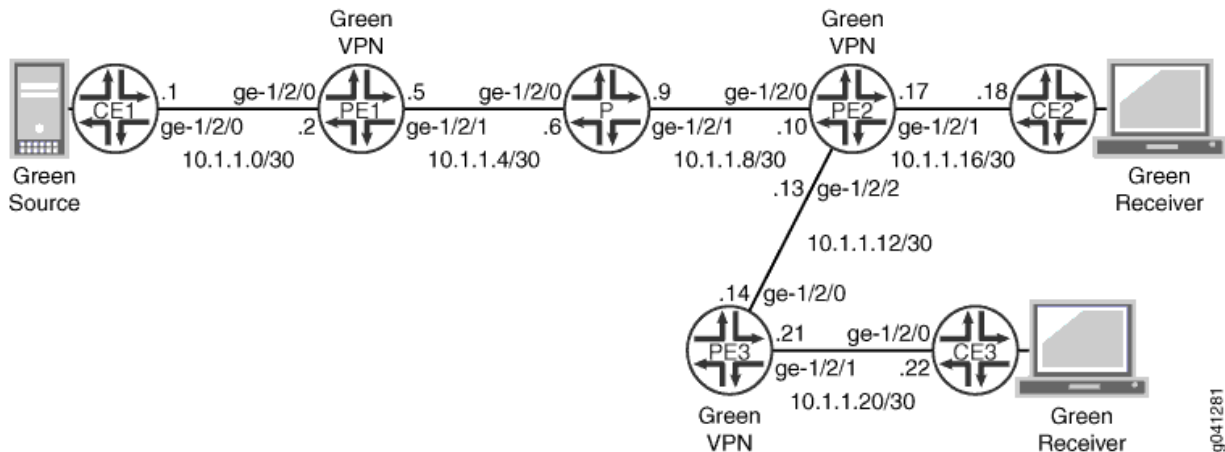 Green
VPN
Green
VPN
.1 ge-1/2/0 .5 ge-1/2/0 .9 ge-1/2/0 .17 .18
CE1 PE1 P PE2 CE2
ge-1/2/0 .2 ge-1/2/1 .6 ge-1/2/1 .10 ge-1/2/1
10.1.1.0/30 10.1.1.4/30 10.1.1.8/30 10.1.1.16/30
Green
Source
Green
Receiver
.13 ge-1/2/2
10.1.1.12/30
.14 ge-1/2/0
.21 ge-1/2/0
PE3 CE3
ge-1/2/1 .22
10.1.1.20/30
Green
VPN
Green
Receiver
g041281